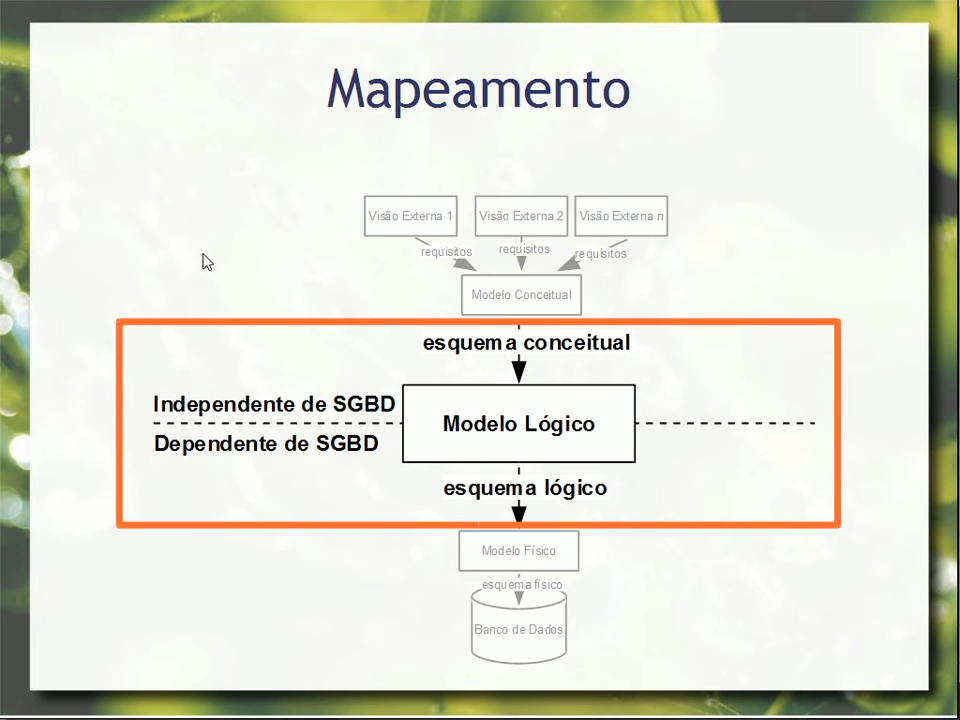 Mapeamento
Visão Externa 1
Visão Externa 2
Visão Externa n
requisitos
requisitos
requisitos
Modelo Conceitual
esquema conceitual
Independente de SGBD
Modelo Lógico
Dependente de SGBD
esquema lógico
Modelo Físico
esquema físico
Banco de Dados